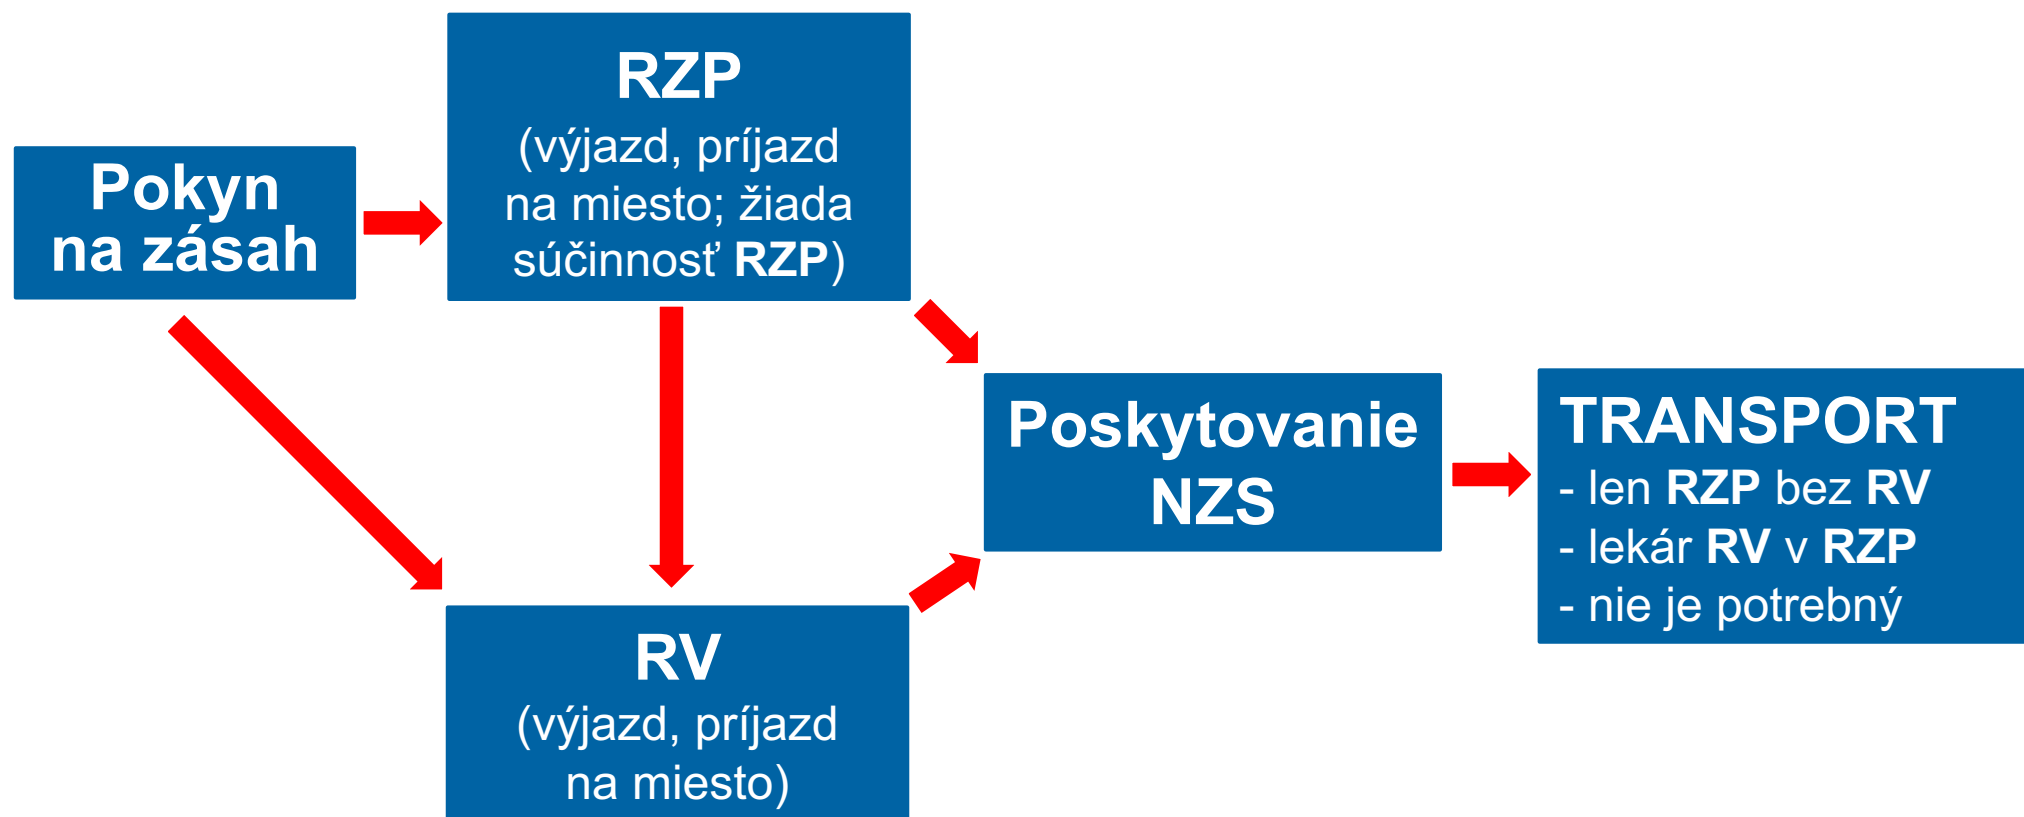 Pokyn
na zásah
RZP
(výjazd, príjazd
na miesto; žiada
súčinnosť RZP)
RV
(výjazd, príjazd
na miesto)
Poskytovanie
NZS
TRANSPORT
- len RZP bez RV
- lekár RV v RZP
- nie je potrebný